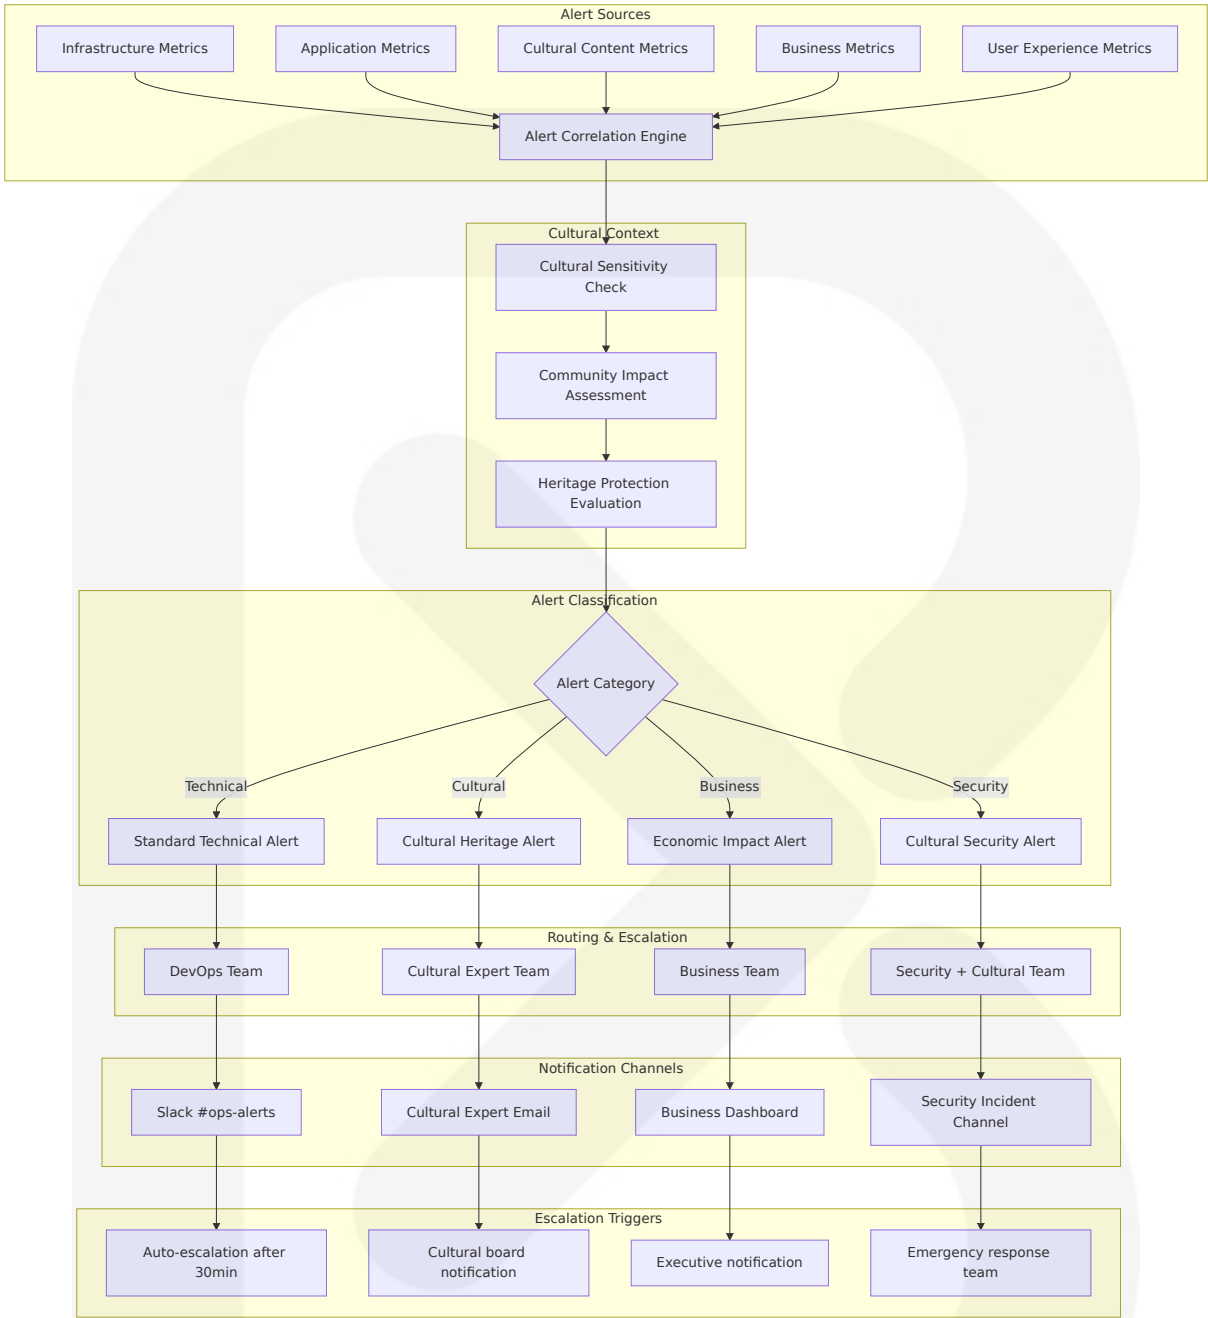 Alert Sources
Infrastructure Metrics
Application Metrics
Cultural Content Metrics
Business Metrics
User Experience Metrics
Alert Correlation Engine
Cultural Context
Cultural Sensitivity
Check
Community Impact
Assessment
Heritage Protection
Evaluation
Alert Classification
Alert Category
Technical
Cultural
Business
Security
Standard Technical Alert
Cultural Heritage Alert
Economic Impact Alert
Cultural Security Alert
Routing & Escalation
DevOps Team
Cultural Expert Team
Business Team
Security + Cultural Team
Notification Channels
Slack #ops-alerts
Cultural Expert Email
Business Dashboard
Security Incident
Channel
Escalation Triggers
Auto-escalation after
30min
Cultural board
notification
Executive notification
Emergency response
team